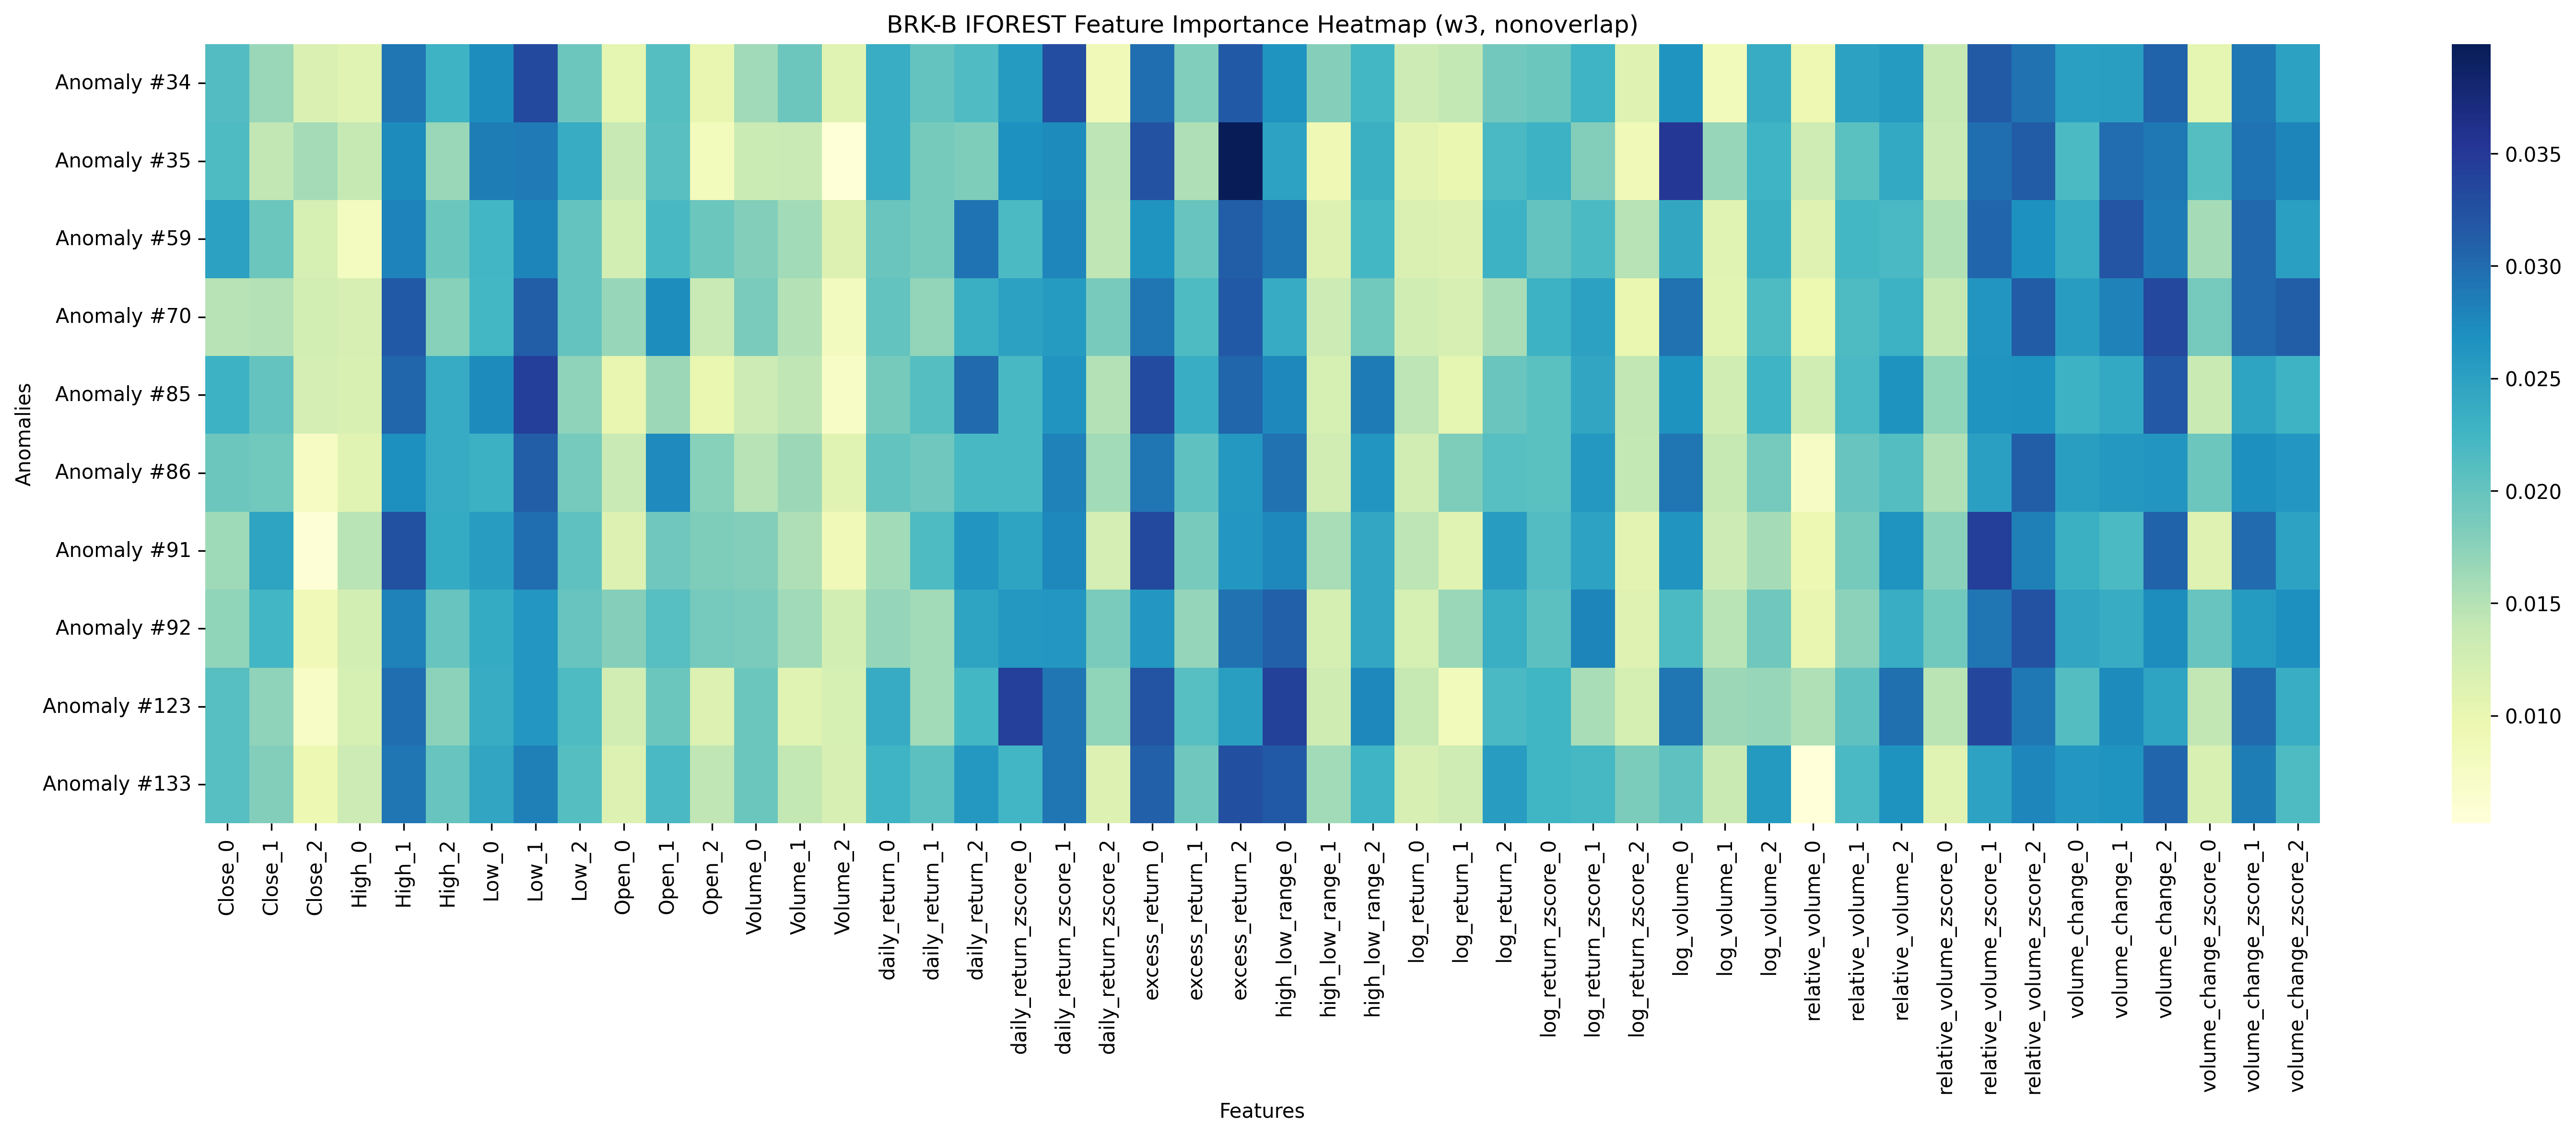 BRK-B IFOREST Feature Importance Heatmap (w3, nonoverlap)
Anomalies
Anomaly #34
Anomaly #35
Anomaly #59
Anomaly #70
Anomaly #85
Anomaly #86
Anomaly #91
Anomaly #92
Anomaly #123
Anomaly #133
0.035
0.030
0.025
0.020
0.015
0.010
Close_0
Close_1
Close_2
High_0
High_1
High_2
Low_0
Low_1
Low_2
Open_0
Open_1
Open_2
Volume_0
Volume_1
Volume_2
daily_return_0
daily_return_1
daily_return_2
daily_return_zscore_0
daily_return_zscore_1
daily_return_zscore_2
excess_return_0
excess_return_1
excess_return_2
high_low_range_0
high_low_range_1
high_low_range_2
log_return_0
log_return_1
log_return_2
log_return_zscore_0
log_return_zscore_1
log_return_zscore_2
log_volume_0
log_volume_1
log_volume_2
relative_volume_0
relative_volume_1
relative_volume_2
relative_volume_zscore_0
relative_volume_zscore_1
relative_volume_zscore_2
volume_change_0
volume_change_1
volume_change_2
volume_change_zscore_0
volume_change_zscore_1
volume_change_zscore_2
Features